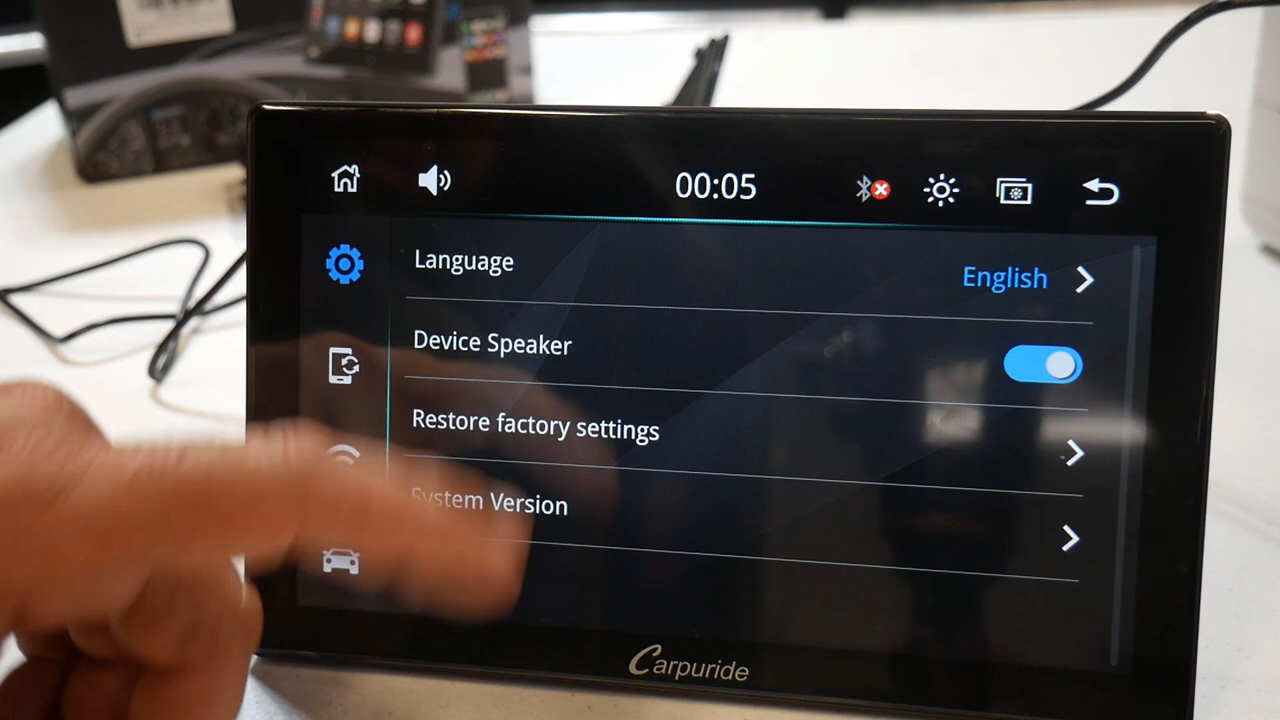 00:05
Language
English
Device Speaker
Restore factory settings
System Version
Carpuride